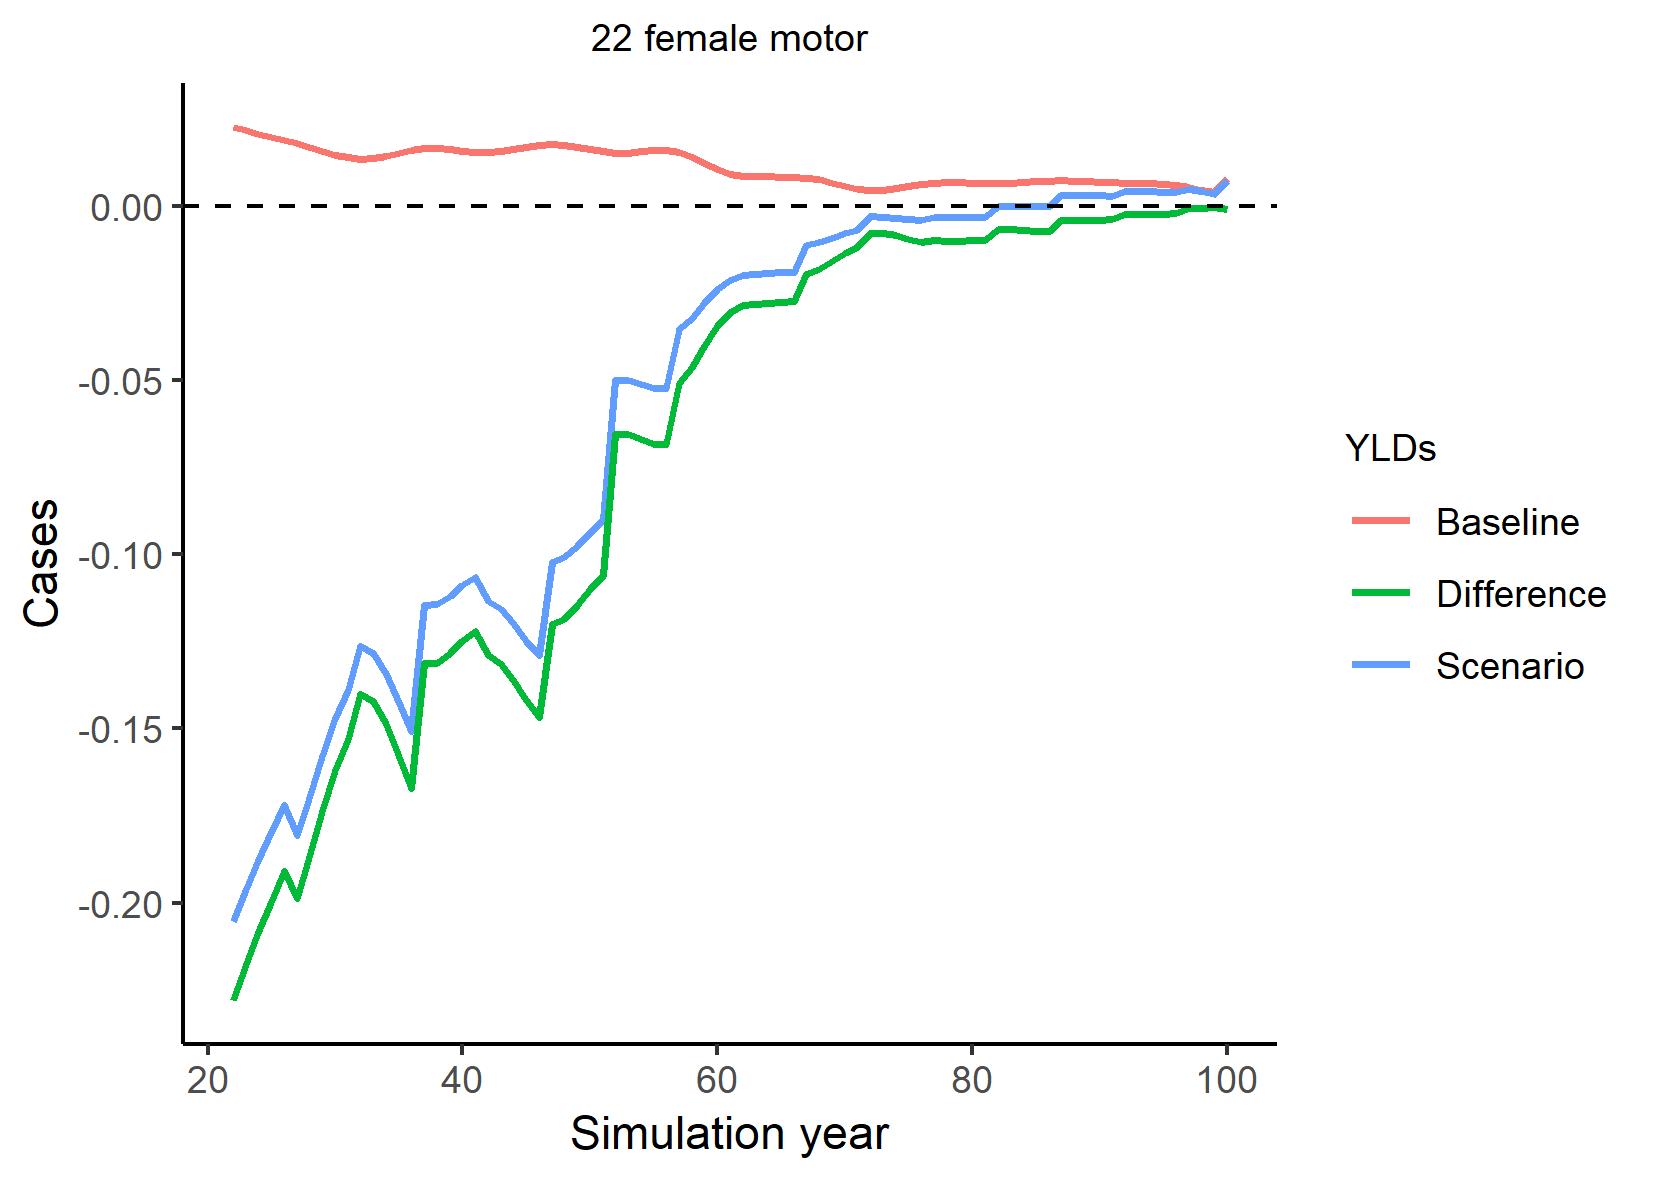 22 female motor
0.00
-0.05
-0.10
-0.15
-0.20
Cases
20 40 60 80 100
Simulation year
YLDs
Baseline
Difference
Scenario